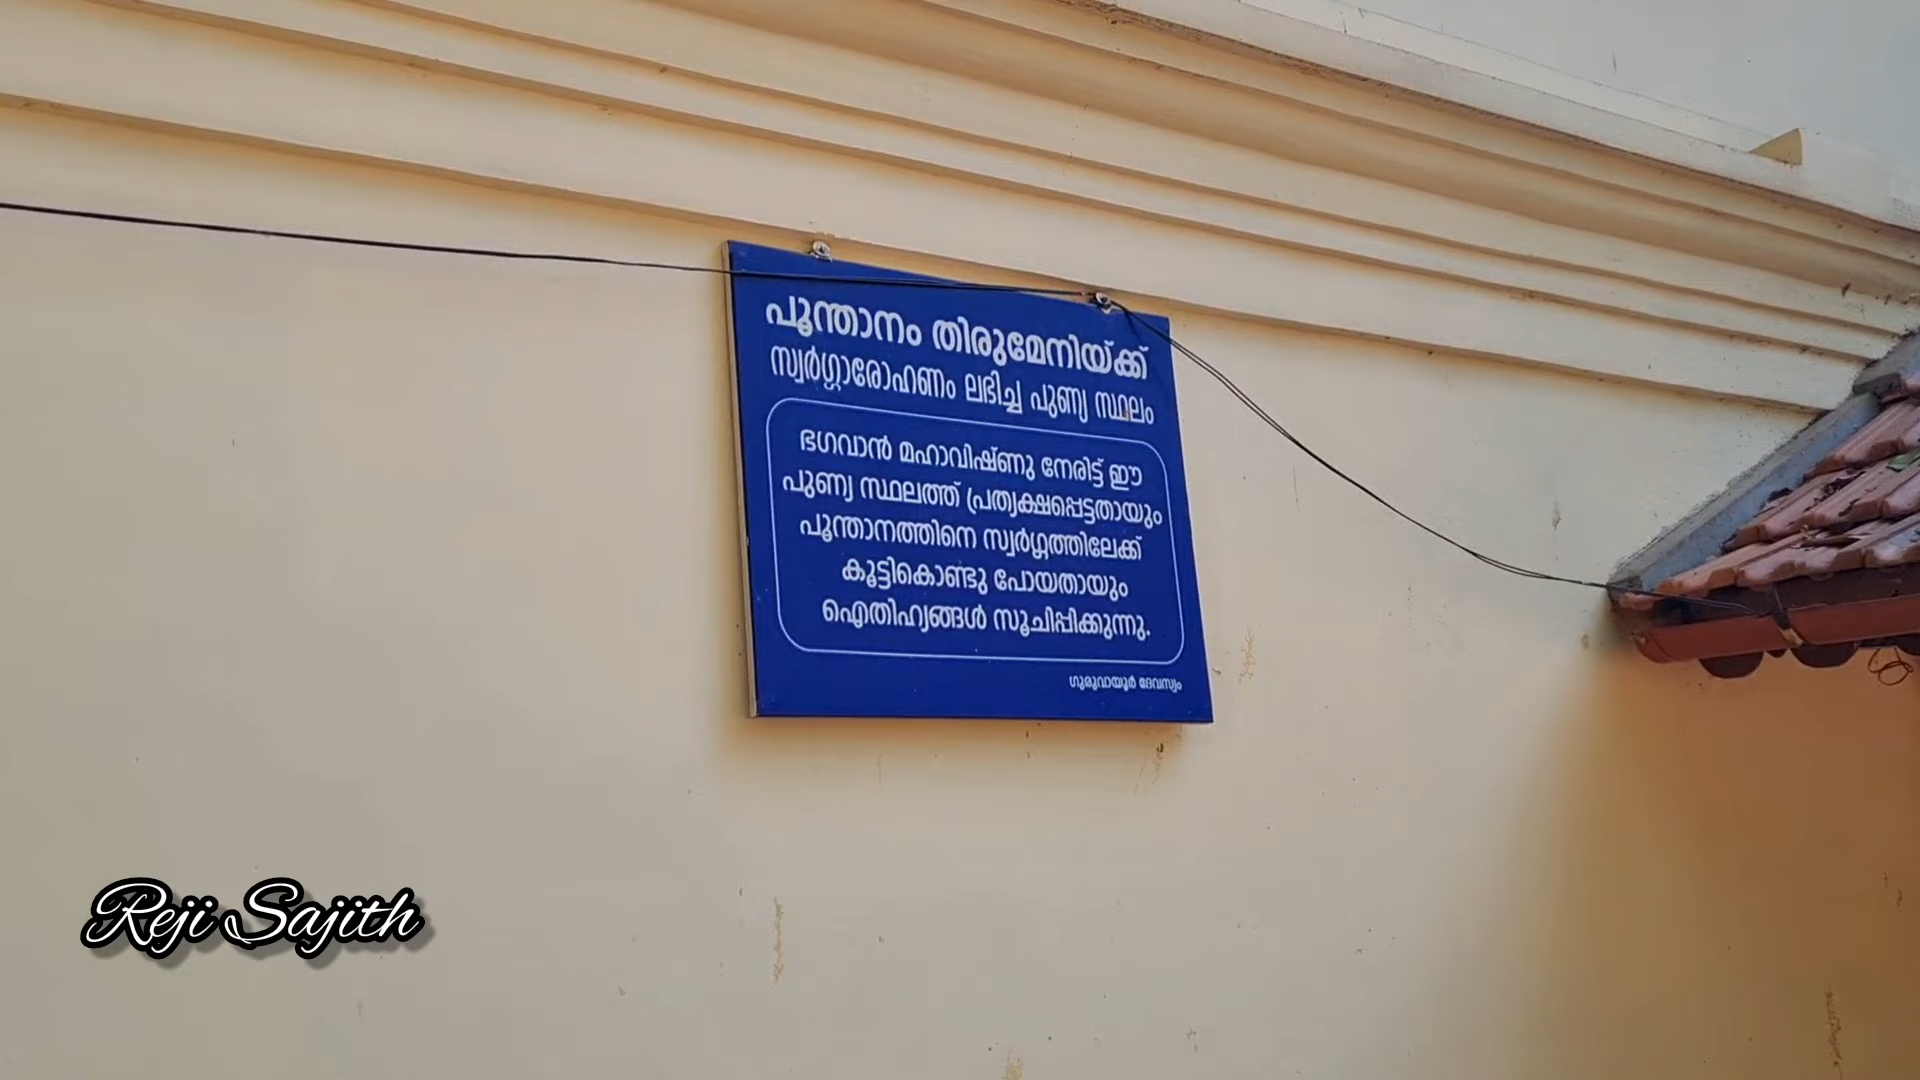 പൂന്താനം തിരുമേനിയ്ക്ക്
സ്വർഗ്ഗാരോഹണം ലഭിച്ച പുണ്യ സ്ഥലം
ഭഗവാൻ മഹാവിഷ്ണു നേരിട്ട് ഈ
പുണ്യ സ്ഥലത്ത് പ്രത്യക്ഷപ്പെട്ടതായും
പൂന്താനത്തിനെ സ്വർഗ്ഗത്തിലേക്ക്
കൂട്ടികൊണ്ടു പോയതായും
ഐതിഹ്യങ്ങൾ സൂചിപ്പിക്കുന്നു.
ഗുരുവായൂർ ദേവസ്വം
Reji Sajith